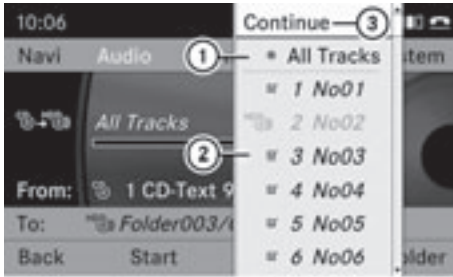 10:06
Continue 3
Navi Audio 1 All Tracks stem
1 No01
All Tracks 2 No02
2 3 No03
From: 1 CD-Text 9 4 No04
To: Folder003/ 5 No05
Back Start 6 No06 older